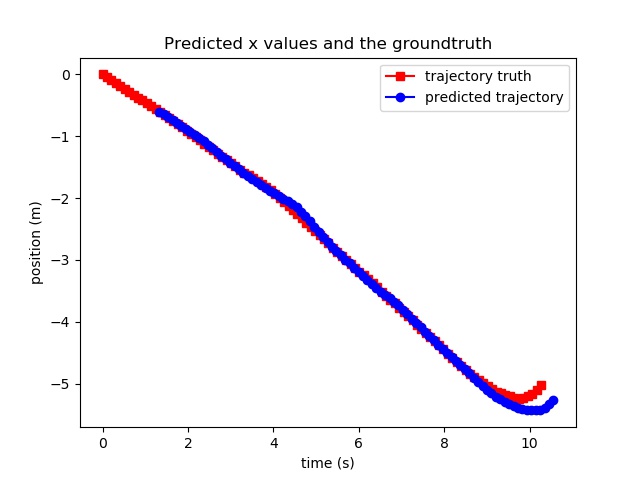 Predicted x values and the groundtruth
trajectory truth
predicted trajectory
position (m)
0
−1
−2
−3
−4
−5
0 2 4 6 8 10
time (s)